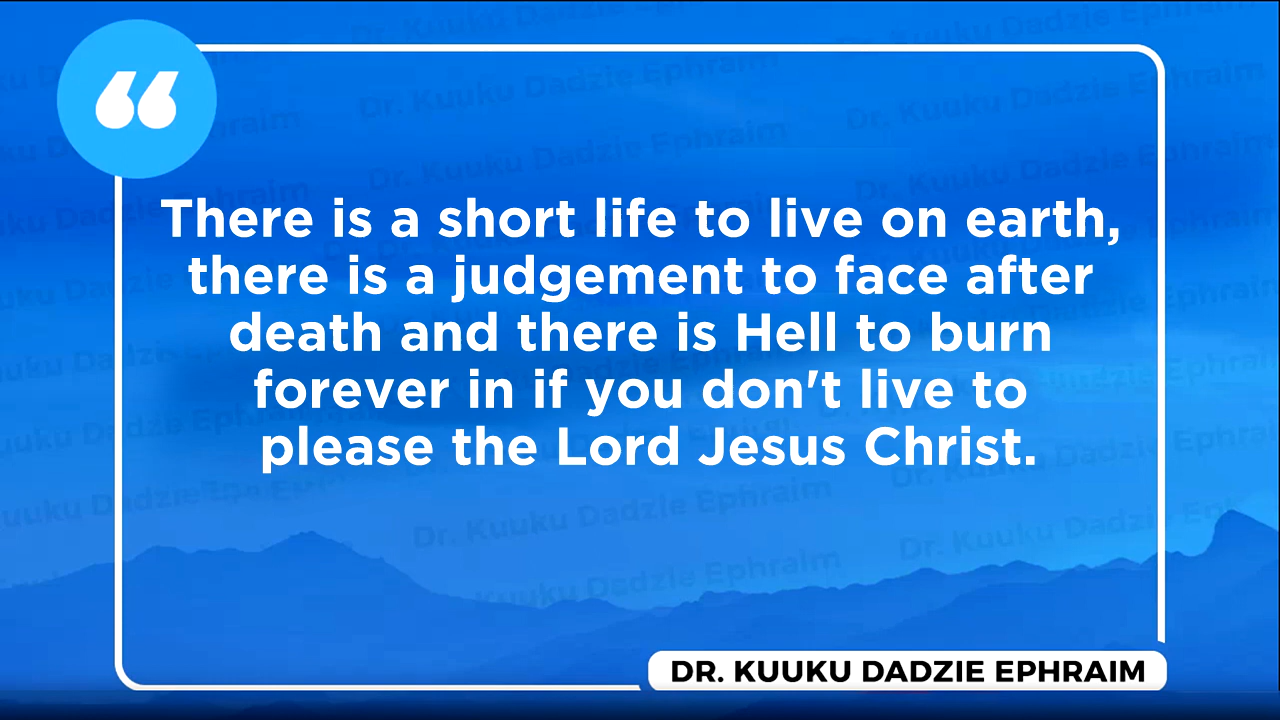 There is a short life to live on earth,
there is a judgement to face after
death and there is Hell to burn
forever in if you don't live to
please the Lord Jesus Christ.
DR. KUUKU DADZIE EPHRAIM